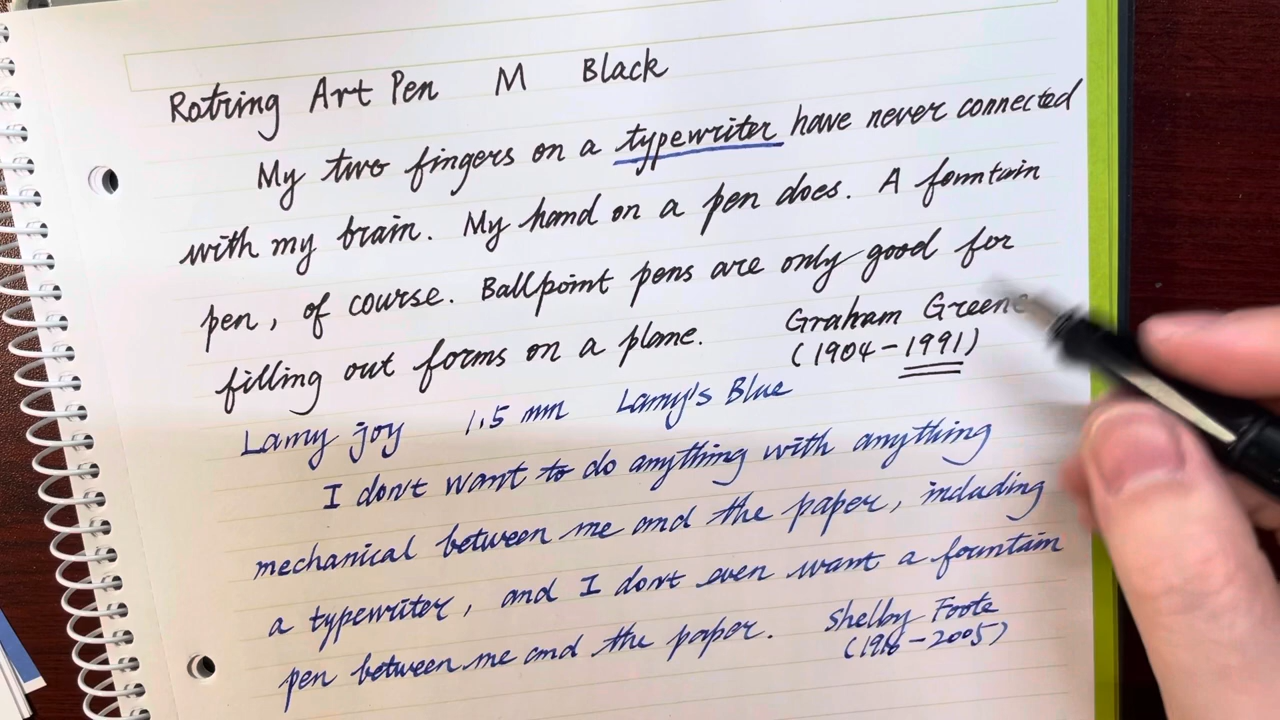 Rotring Art Pen M Black
My two fingers on a typewriter have never connected
with my brain. My hand on a pen does. A fountain
pen, of course. Ballpoint pens are only good for
filling out forms on a plane. Graham Greene
(1904-1991)
Lamy joy 1.5 mm Lamy's Blue
I don't want to do anything with anything
mechanical between me and the paper, including
a typewriter, and I don't even want a fountain
pen between me and the paper. Shelby Foote
(1916-2005)